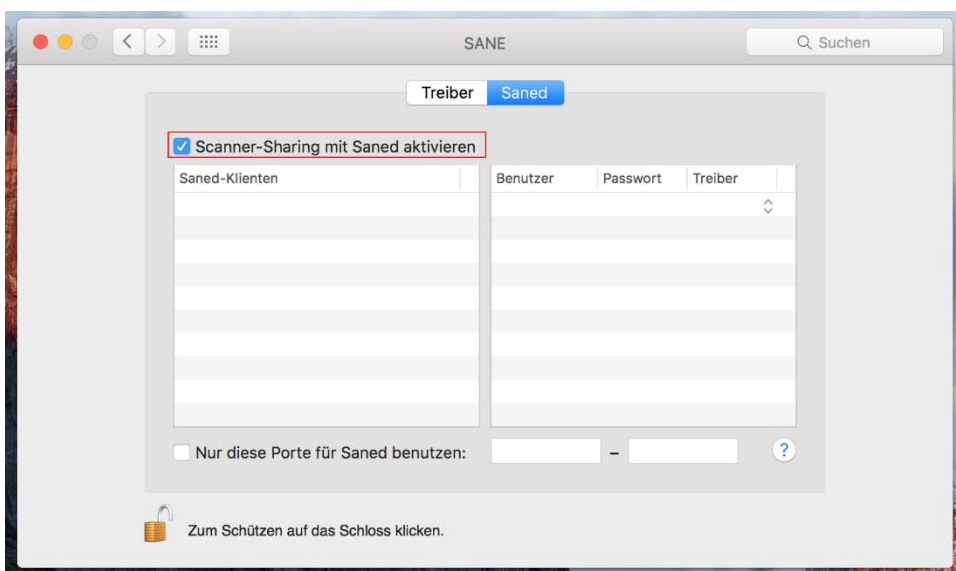 SANE
Suchen
Treiber Saned
Scanner-Sharing mit Saned aktivieren
Saned-Klienten Benutzer Passwort Treiber
Nur diese Porte für Saned benutzen: – ?
Zum Schützen auf das Schloss klicken.